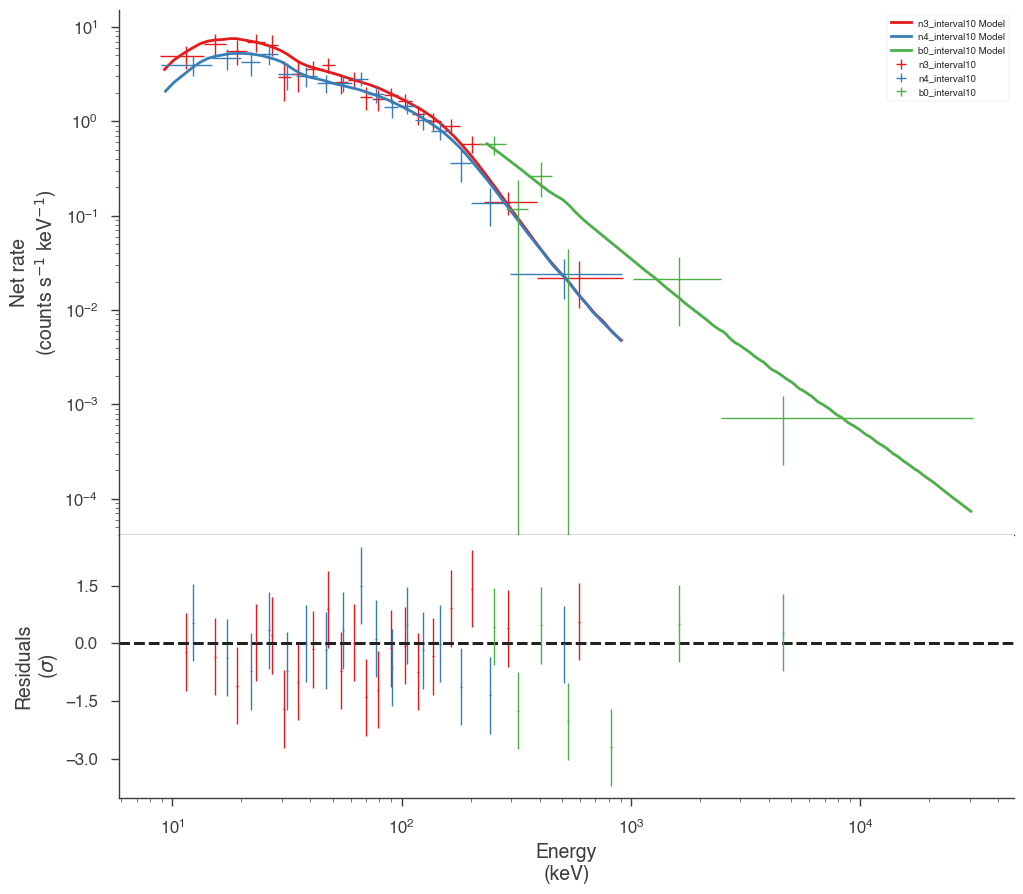 n3_interval10 Model
n4_interval10 Model
b0_interval10 Model
n3_interval10
n4_interval10
b0_interval10
Net rate
(counts s⁻¹ keV⁻¹)
10¹
10⁰
10⁻¹
10⁻²
10⁻³
10⁻⁴
Residuals
(σ)
1.5
0.0
−1.5
−3.0
10¹ 10² 10³ 10⁴
Energy
(keV)